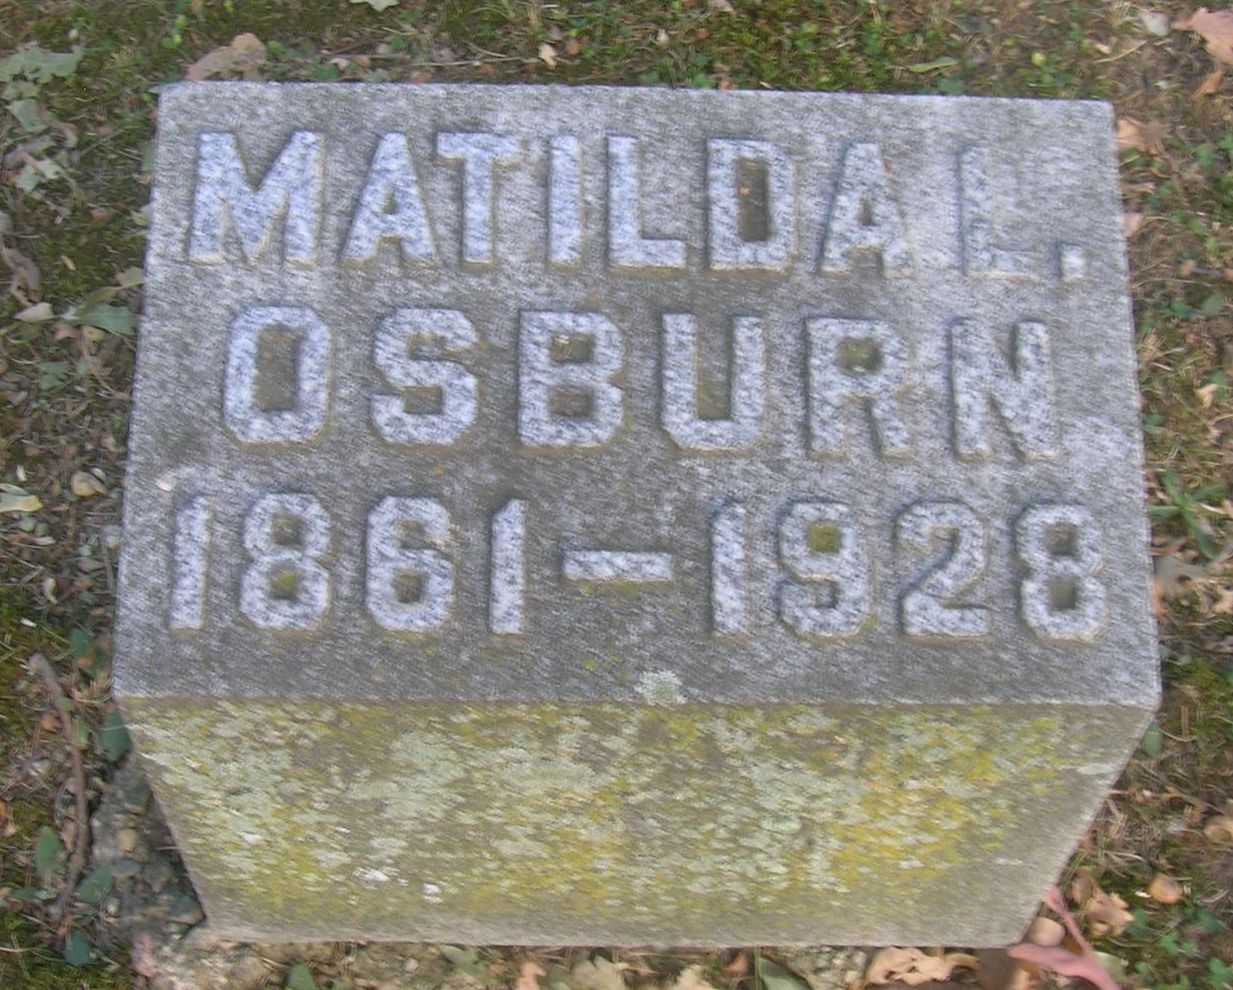 MATILDA L.
OSBURN
1861–1928